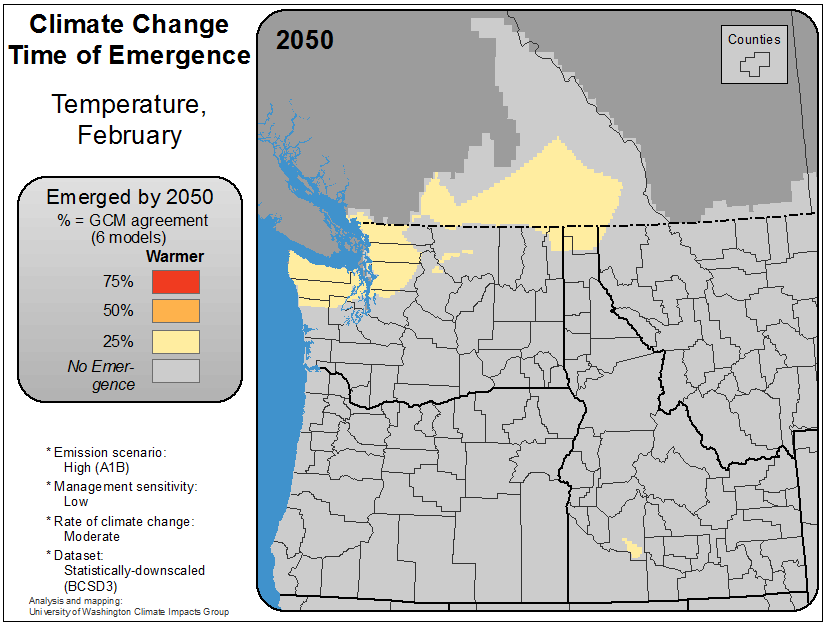 Climate Change
Time of Emergence
Temperature,
February
Emerged by 2050
% = GCM agreement
(6 models)
Warmer
75%
50%
25%
No Emer-
gence
* Emission scenario:
High (A1B)
* Management sensitivity:
Low
* Rate of climate change:
Moderate
* Dataset:
Statistically-downscaled
(BCSD3)
Analysis and mapping:
University of Washington Climate Impacts Group
2050
Counties